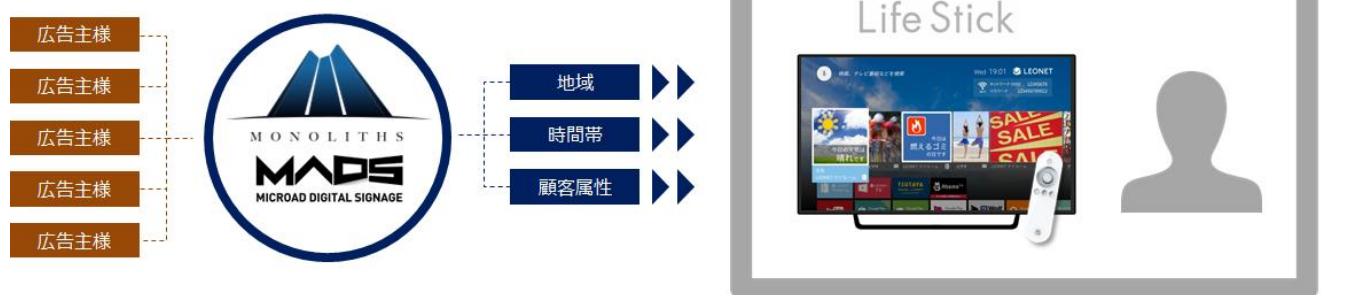 広告主様
広告主様
広告主様
広告主様
広告主様
MONOLITHS
MADS
MICROAD DIGITAL SIGNAGE
地域
時間帯
顧客属性
Life Stick
Wed 19:01 LEONET
今日の天気は
晴れです
今日は
燃えるゴミ
の日です
SALE
SALE
SALE
TSUTAYA